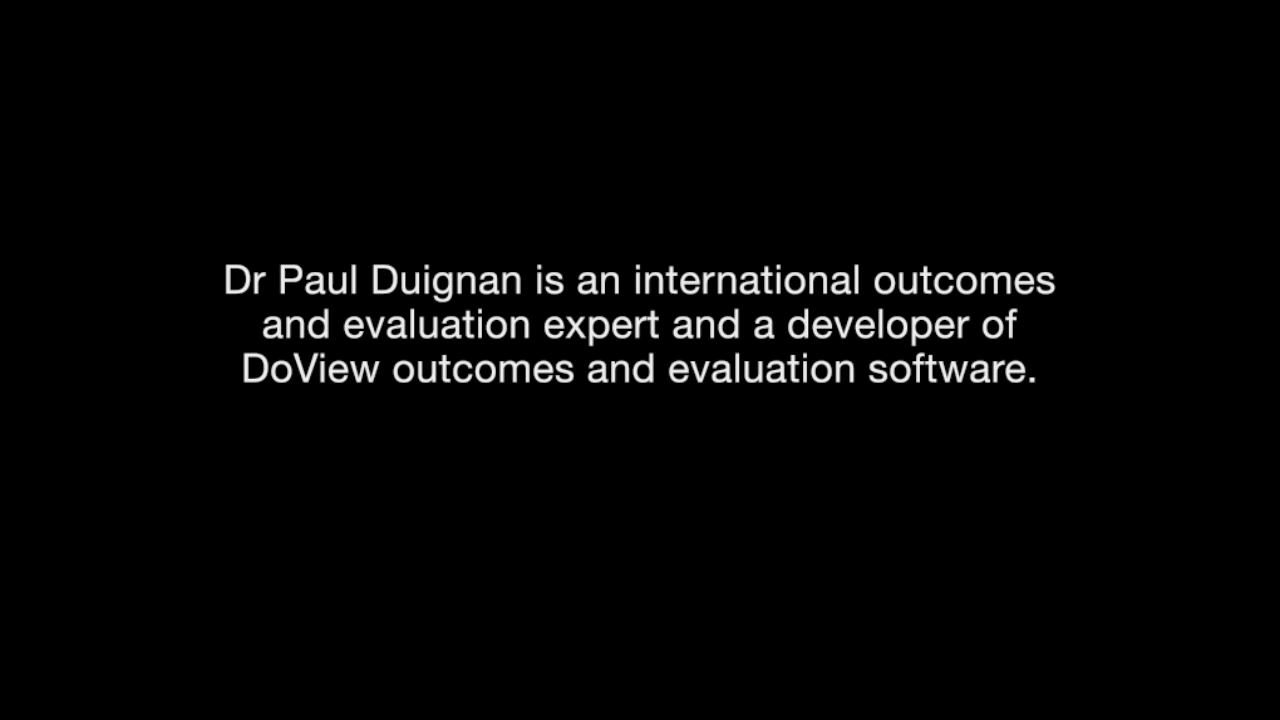 Dr Paul Duignan is an international outcomes
and evaluation expert and a developer of
DoView outcomes and evaluation software.